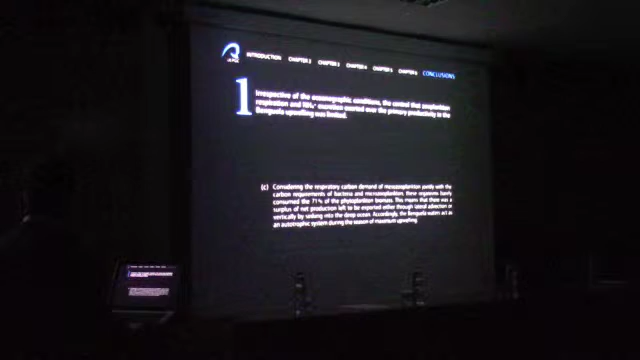 INTRODUCTION CHAPTER 2 CHAPTER 3 CHAPTER 4 CHAPTER 5 CHAPTER 6 CONCLUSIONS
1
Irrespective of the oceanographic conditions, the control that zooplankton
respiration and NH₄⁺ excretion exerted over the primary productivity in the
Benguela upwelling was limited.
(c) Considering the respiratory carbon demand of mesozooplankton jointly with the
carbon requirements of bacteria and microzooplankton, these organisms barely
consumed the 71% of the phytoplankton biomass. This means that there was a
surplus of net production left to be exported either through lateral advection or
vertically by sinking into the deep ocean. Accordingly, the Benguela waters act as
an autotrophic system during the season of maximum upwelling